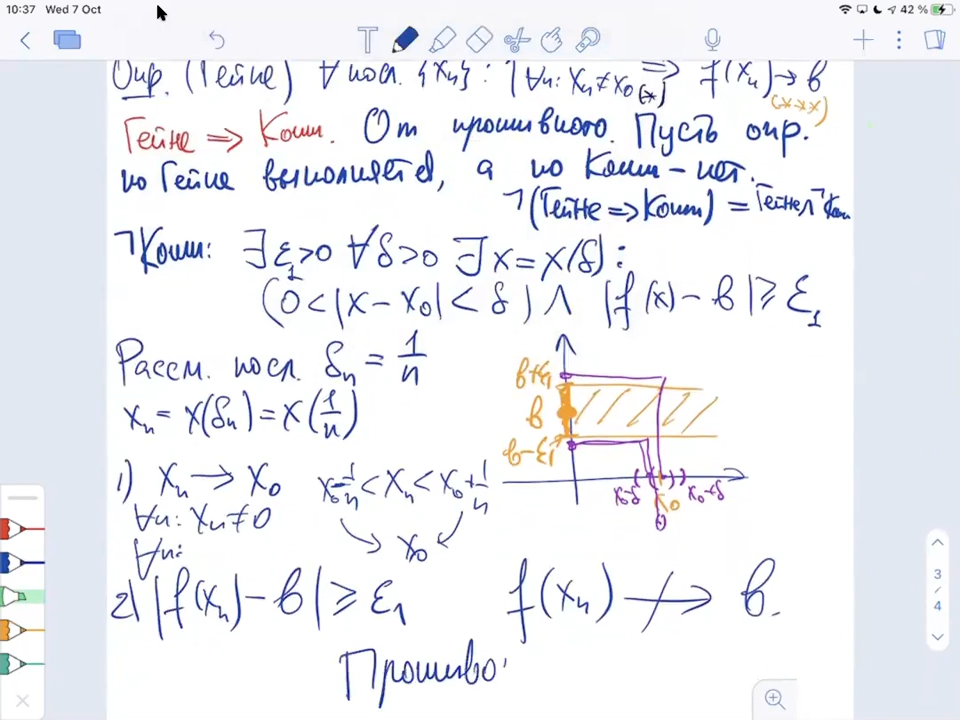 10:37 Wed 7 Oct 42 %
T
Опр. (Гейне) ∀ посл. {xₙ} : ∀n: xₙ≠x₀ (*) ⟹ f(xₙ)→b (***)
Гейне ⟹ Коши. От противного. Пусть опр.
по Гейне выполняется, а по Коши – нет.
¬(Гейне ⟹ Коши) = Гейне ∧ ¬Коши
¬Коши: ∃ε₁>0 ∀δ>0 ∃x=x(δ):
(0<|x-x₀|<δ) ∧ |f(x)-b|≥ε₁
Рассм. посл. δₙ = 1/n
xₙ = x(δₙ) = x(1/n)
b+ε₁
b
b-ε₁
x₀-δ x₀ x₀+δ
1) xₙ → x₀ x₀-1/n < xₙ < x₀+1/n
∀n: xₙ≠0
x₀
∀n:
2) |f(xₙ)-b|≥ε₁ f(xₙ) ↛ b.
Противо
3
/
4